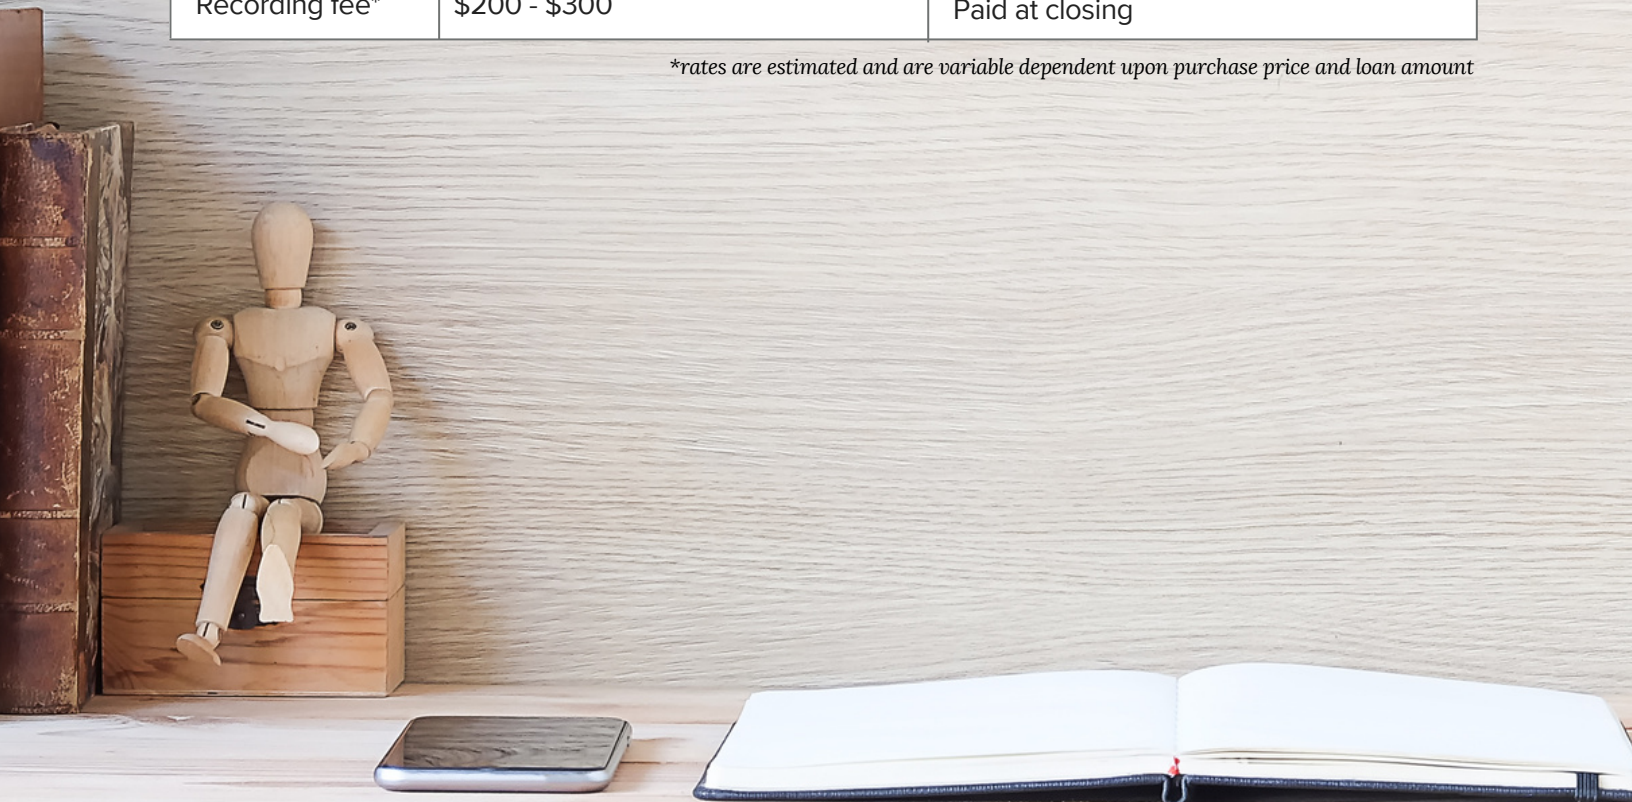 Recording fee* $200 - $300 Paid at closing
*rates are estimated and are variable dependent upon purchase price and loan amount